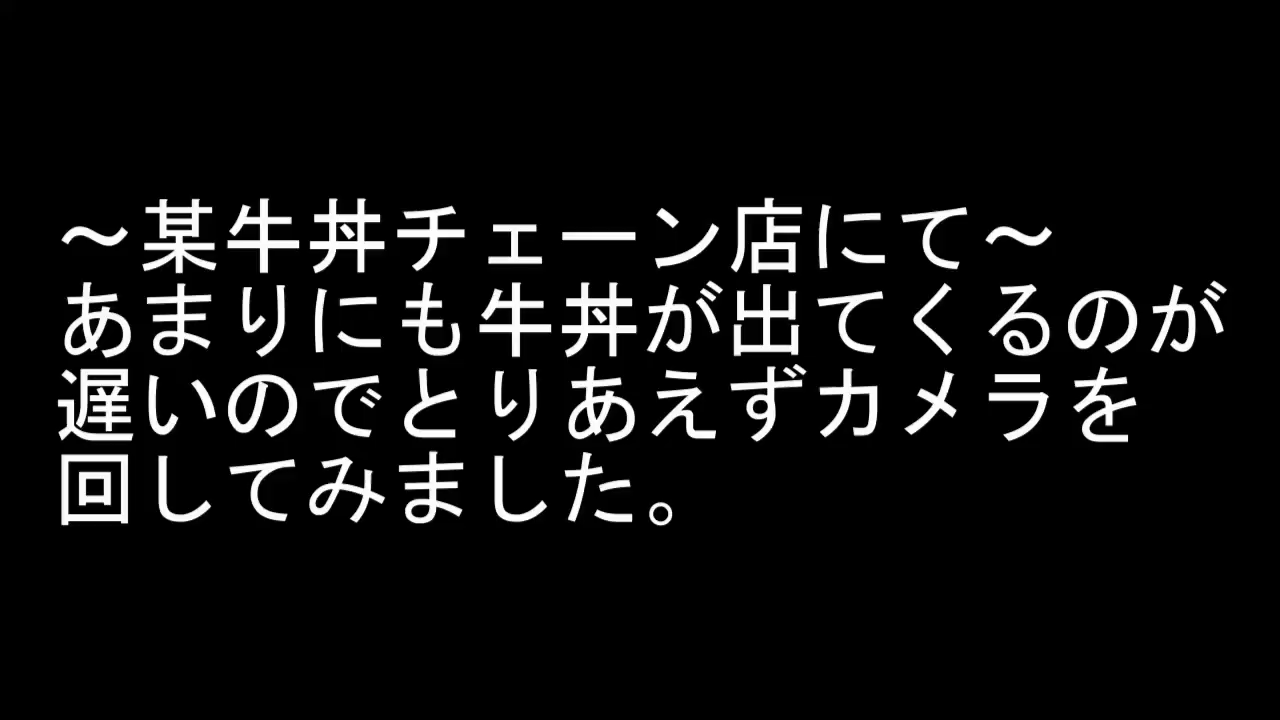 ～某牛丼チェーン店にて～
あまりにも牛丼が出てくるのが
遅いのでとりあえずカメラを
回してみました。